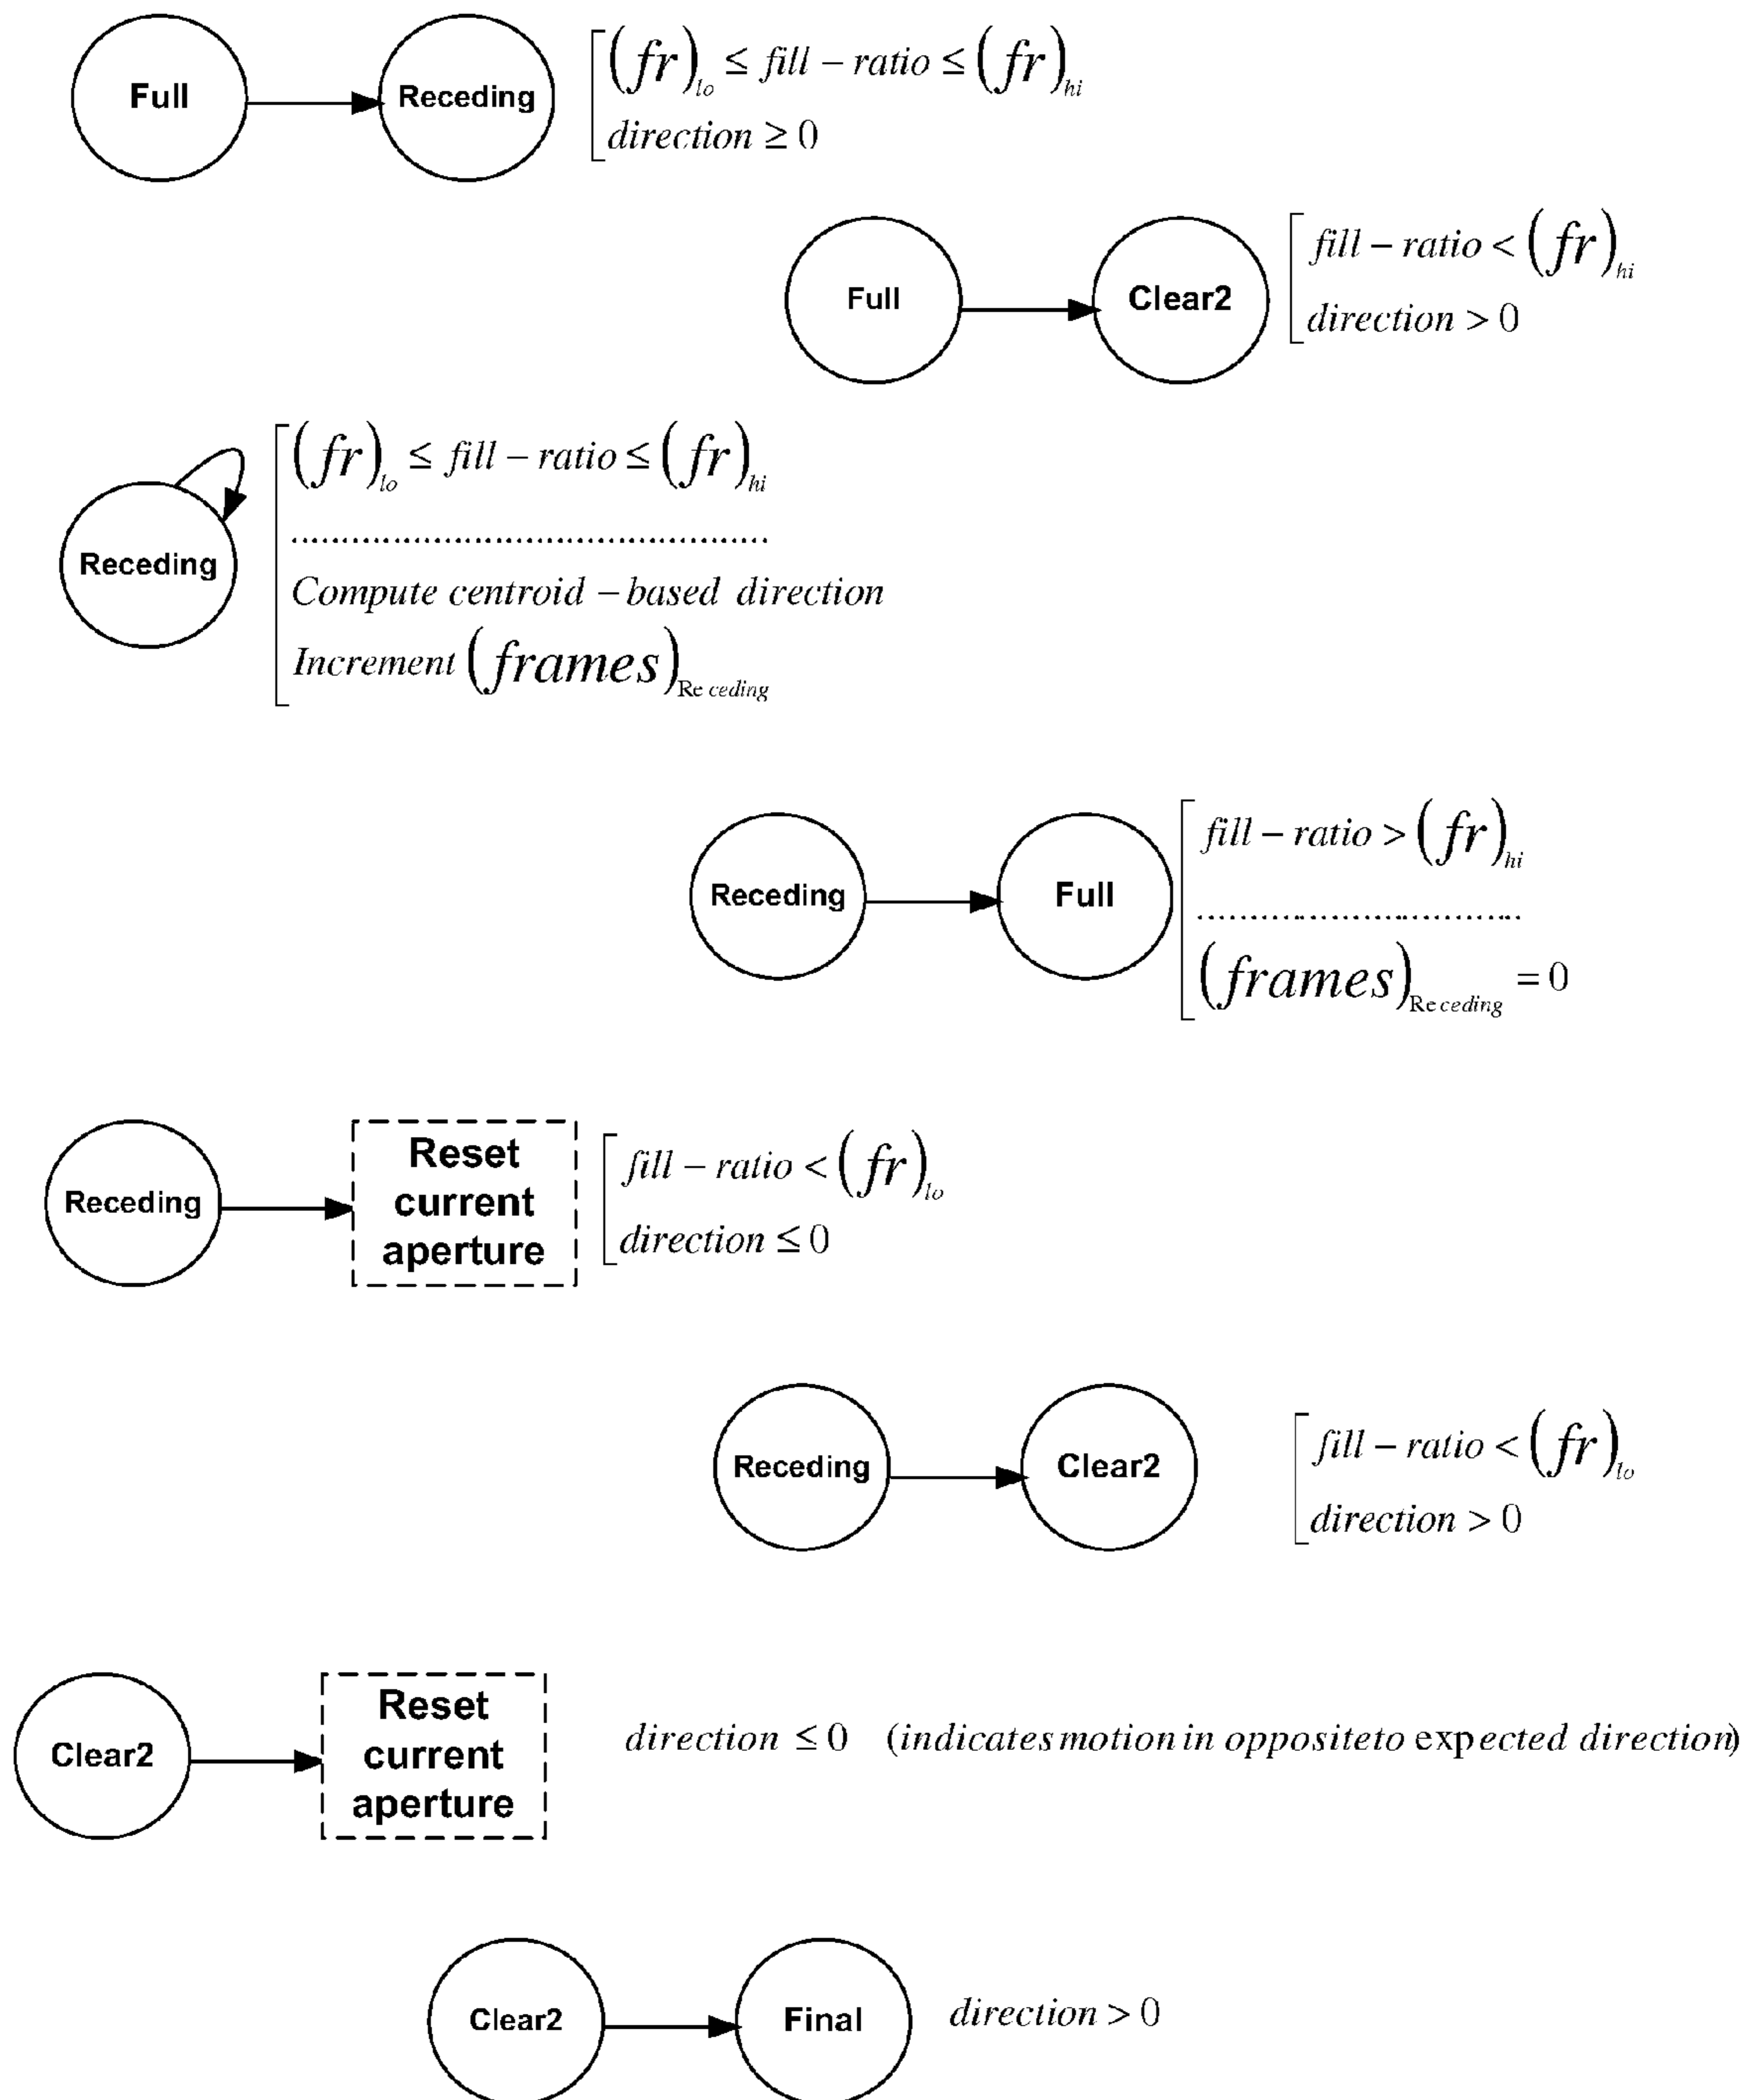 Full
Receding
(fr)lo ≤ fill – ratio ≤ (fr)hi
direction ≥ 0
Full
Clear2
fill – ratio < (fr)hi
direction > 0
Receding
(fr)lo ≤ fill – ratio ≤ (fr)hi
................................................
Compute centroid – based direction
Increment (frames)Receding
Receding
Full
fill – ratio > (fr)hi
.................................
(frames)Receding = 0
Receding
Reset
current
aperture
fill – ratio < (fr)lo
direction ≤ 0
Receding
Clear2
fill – ratio < (fr)lo
direction > 0
Clear2
Reset
current
aperture
direction ≤ 0 (indicates motion in opposite to expected direction)
Clear2
Final
direction > 0